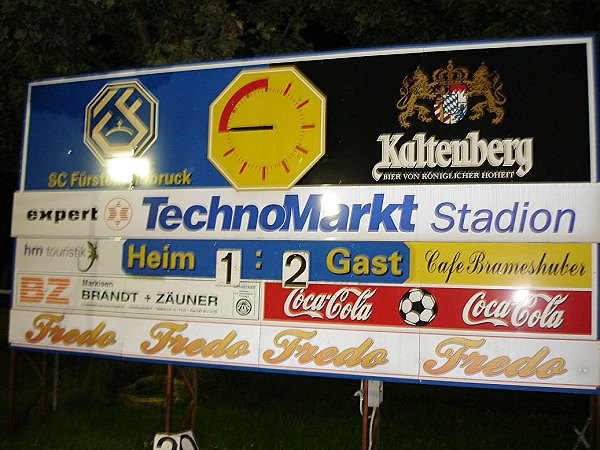 SC Fürstenfeldbruck
Kaltenberg
BIER VON KÖNIGLICHER HOHEIT
expert TechnoMarkt Stadion
hm touristik
Heim 1 : 2 Gast
Cafe Brameshuber
BZ
Markisen
BRANDT + ZÄUNER
Coca-Cola Coca-Cola
Fredo Fredo Fredo Fredo